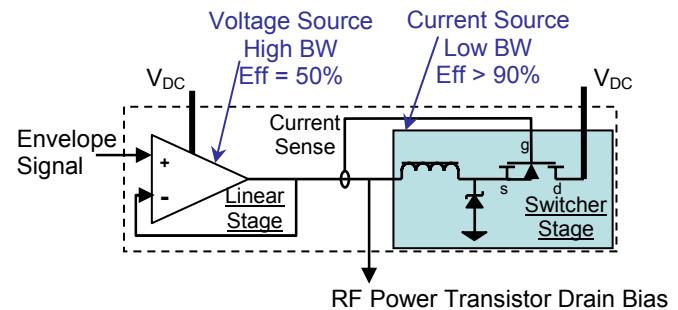 Voltage Source
High BW
Eff = 50%
Current Source
Low BW
Eff > 90%
VDC
VDC
Envelope
Signal
Current
Sense
+
-
Linear
Stage
g
s
d
Switcher
Stage
RF Power Transistor Drain Bias